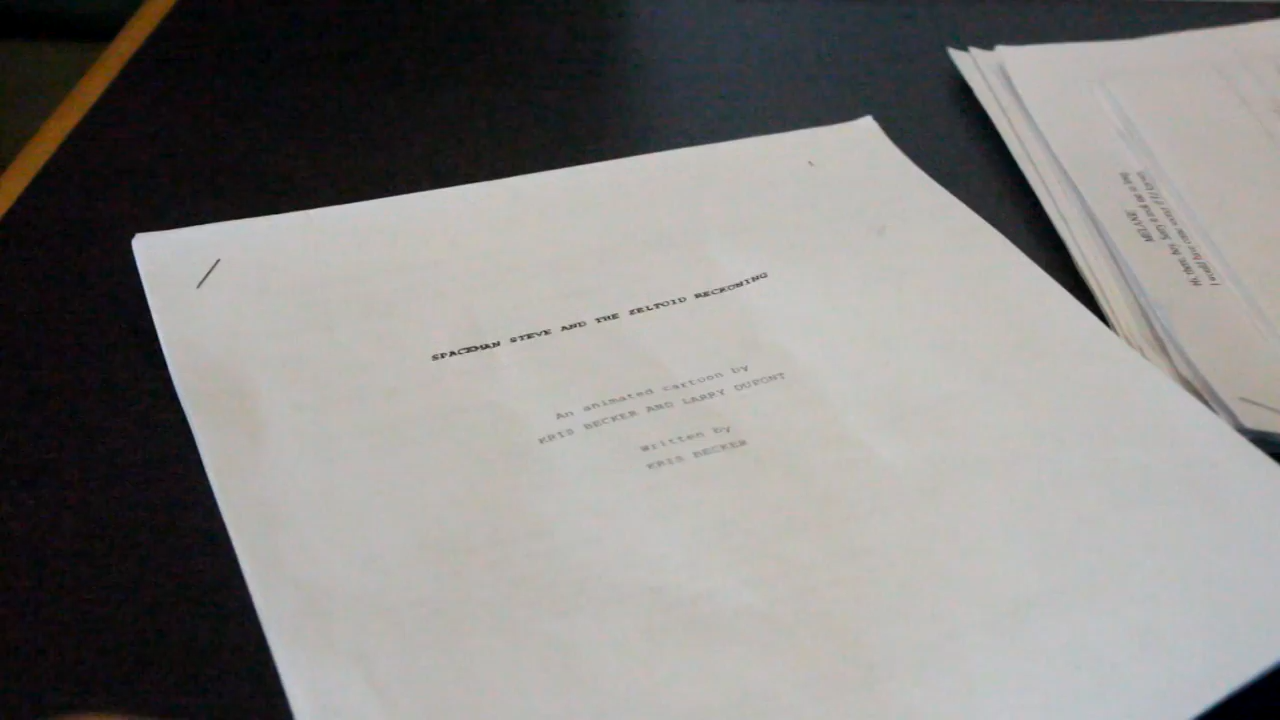 SPACEMAN STEVE AND THE ZELTOID RECKONING
An animated cartoon by
KRIS BECKER AND LARRY DUPONT
Written by
KRIS BECKER
MELANIE